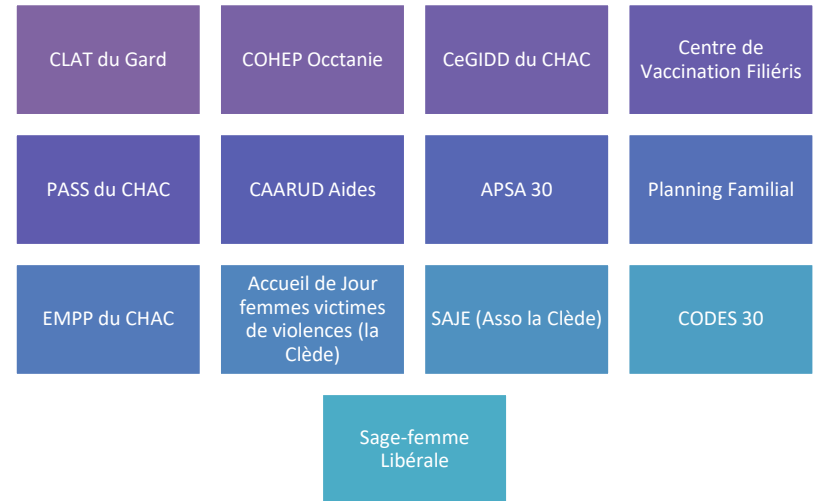 CLAT du Gard
COHEP Occtanie
CeGIDD du CHAC
Centre de
Vaccination Filiéris
PASS du CHAC
CAARUD Aides
APSA 30
Planning Familial
EMPP du CHAC
Accueil de Jour
femmes victimes
de violences (la
Clède)
SAJE (Asso la Clède)
CODES 30
Sage-femme
Libérale